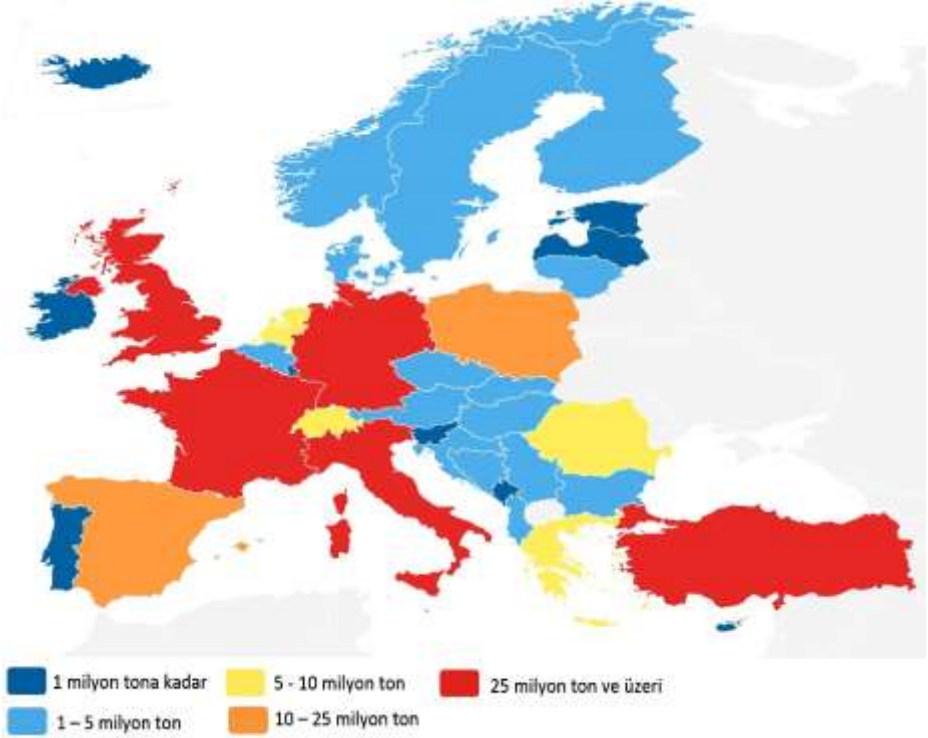 1 milyon tona kadar
5 - 10 milyon ton
25 milyon ton ve üzeri
1 – 5 milyon ton
10 – 25 milyon ton